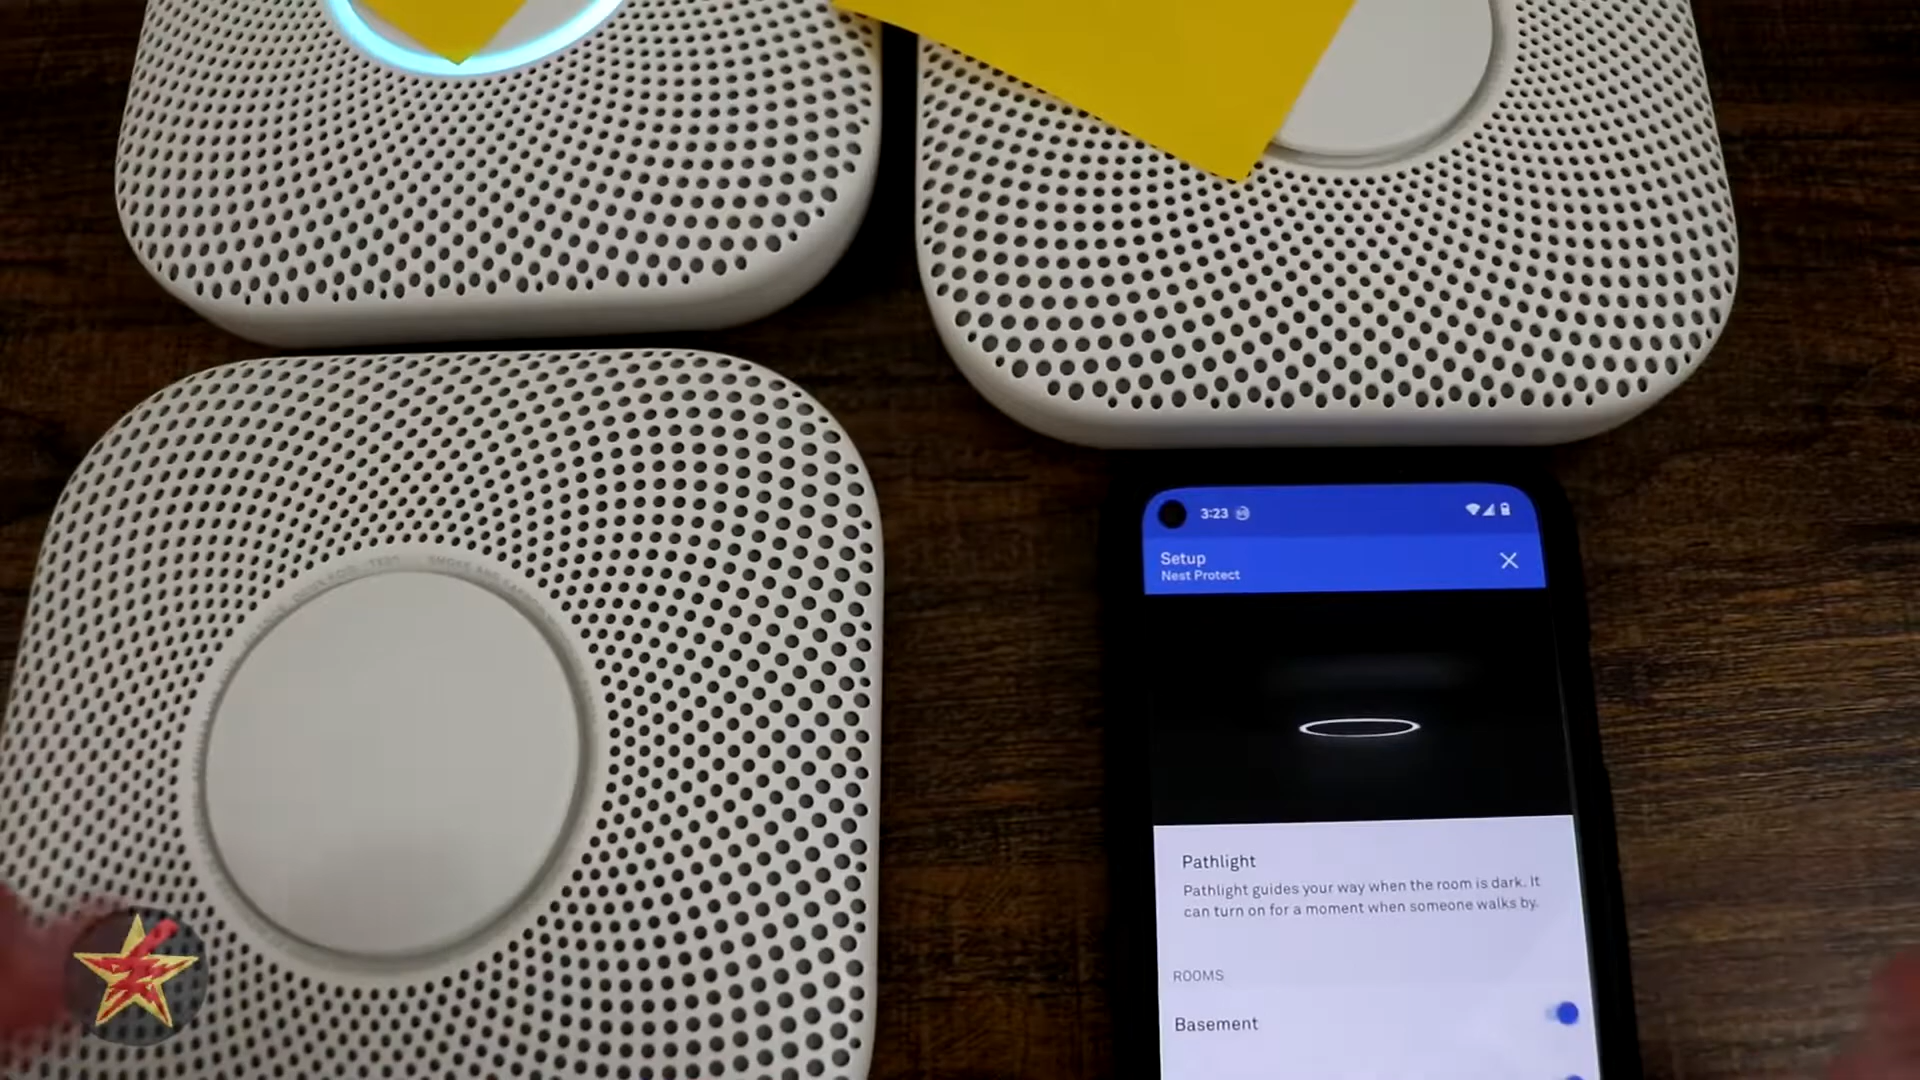 3:23
Setup
Nest Protect
Pathlight
Pathlight guides your way when the room is dark. It
can turn on for a moment when someone walks by.
ROOMS
Basement